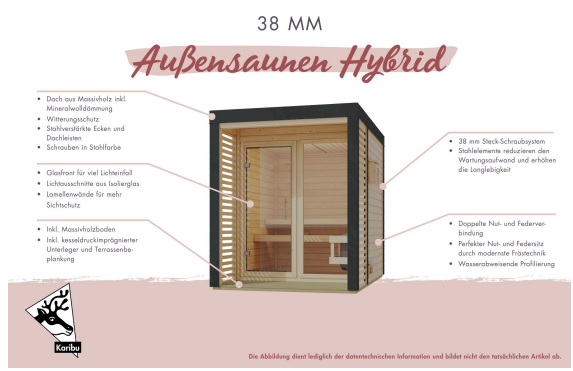 38 MM
Außensaunen Hybrid
• Dach aus Massivholz inkl.
Mineralwolldämmung
• Witterungsschutz
• Stahlverstärkte Ecken und
Dachleisten
• Schrauben in Stahlfarbe
• Glasfront für viel Lichteinfall
• Lichtausschnitte aus Isolierglas
• Lamellenwände für mehr
Sichtschutz
• Inkl. Massivholzboden
• Inkl. kesseldruckimprägnierter
Unterleger und Terrassenbe-
plankung
• 38 mm Steck-Schraubsystem
• Stahlelemente reduzieren den
Wartungsaufwand und erhöhen
die Langlebigkeit
• Doppelte Nut- und Federver-
bindung
• Perfekter Nut- und Federsitz
durch modernste Frästechnik
• Wasserabweisende Profilierung
Karibu
Die Abbildung dient lediglich der datentechnischen Information und bildet nicht den tatsächlichen Artikel ab.